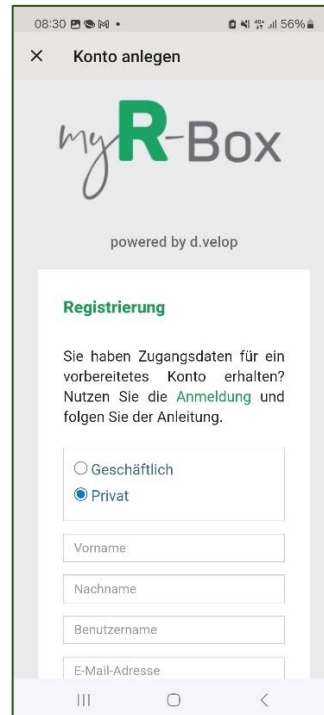 08:30
56%
Konto anlegen
myR-Box
powered by d.velop
Registrierung
Sie haben Zugangsdaten für ein
vorbereitetes Konto erhalten?
Nutzen Sie die Anmeldung und
folgen Sie der Anleitung.
Geschäftlich
Privat
Vorname
Nachname
Benutzername
E-Mail-Adresse